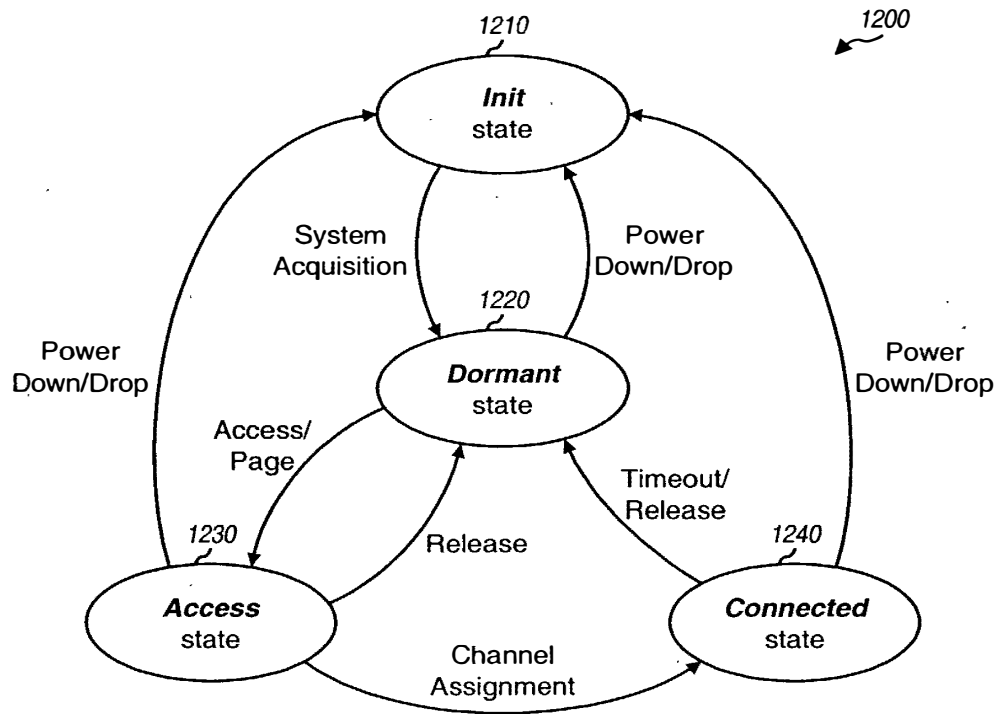 1200
1210
Init
state
System
Acquisition
Power
Down/Drop
1220
Power
Down/Drop
Power
Down/Drop
Dormant
state
Access/
Page
Timeout/
Release
1230
Release
1240
Access
state
Connected
state
Channel
Assignment